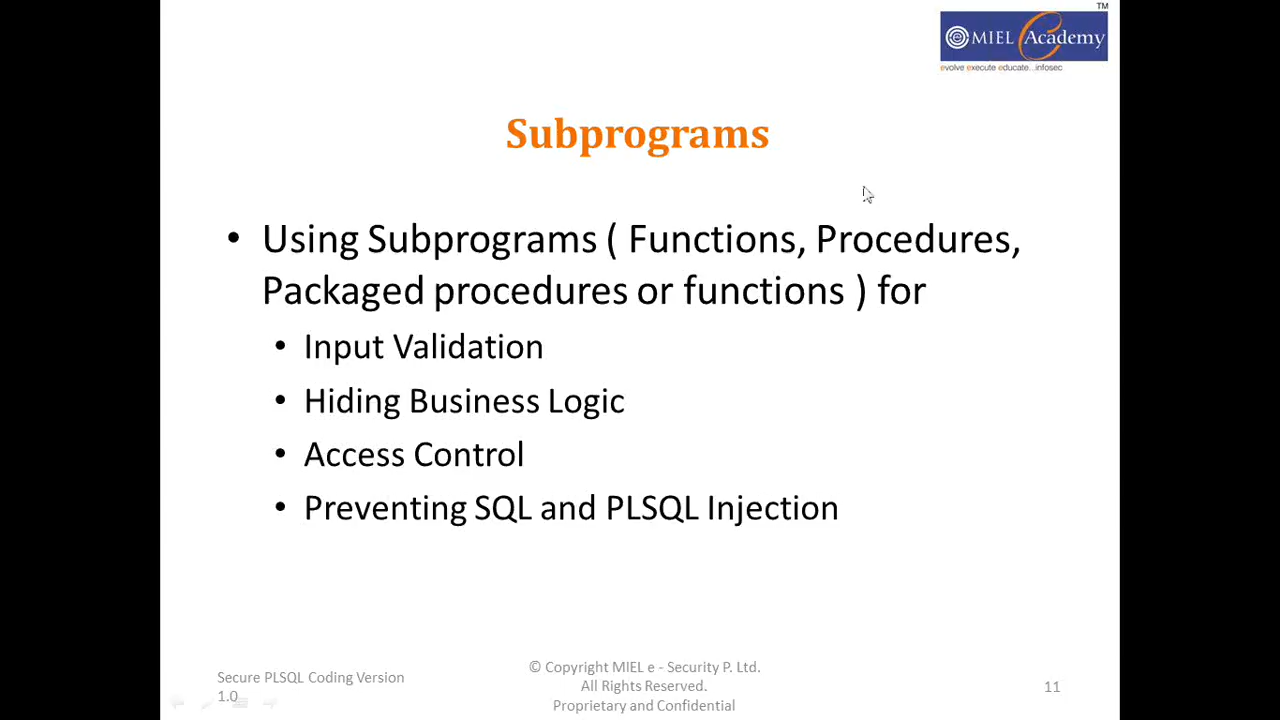 TM
MIEL Academy
evolve execute educate...infosec
Subprograms
• Using Subprograms ( Functions, Procedures,
Packaged procedures or functions ) for
• Input Validation
• Hiding Business Logic
• Access Control
• Preventing SQL and PLSQL Injection
Secure PLSQL Coding Version
1.0
© Copyright MIEL e - Security P. Ltd.
All Rights Reserved.
Proprietary and Confidential
11